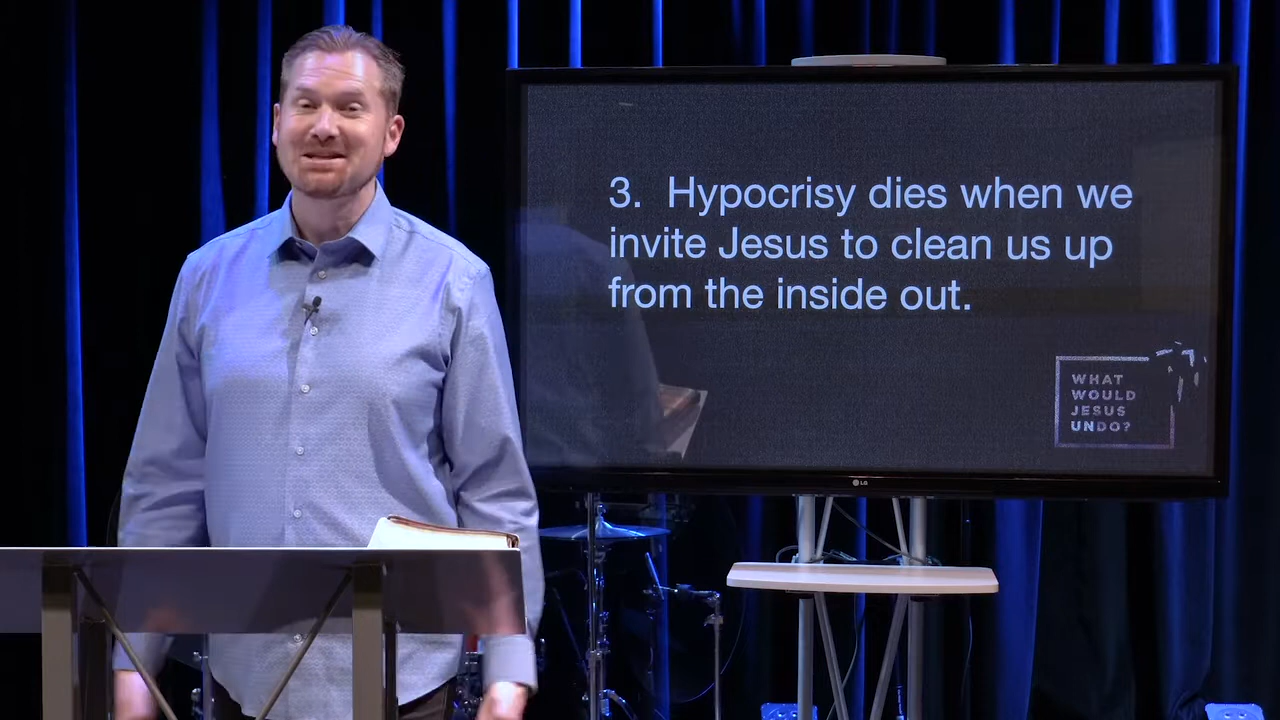 3. Hypocrisy dies when we
invite Jesus to clean us up
from the inside out.
WHAT
WOULD
JESUS
UNDO?
LG